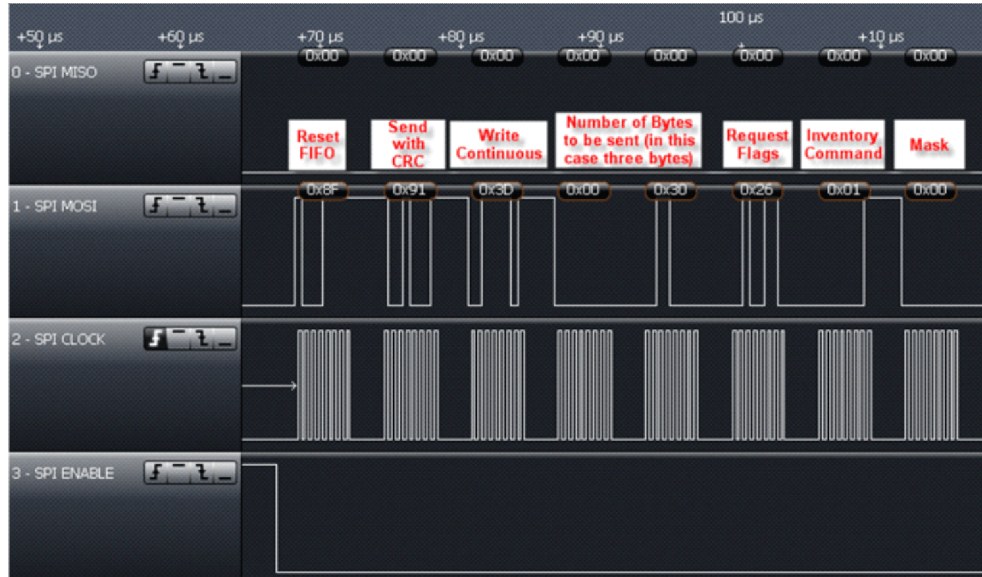 100 µs
+50 µs +60 µs +70 µs +80 µs +90 µs +10 µs
0 - SPI MISO
0x00 0x00 0x00 0x00 0x00 0x00 0x00 0x00
Reset
FIFO
Send
with
CRC
Write
Continuous
Number of Bytes
to be sent (in this
case three bytes)
Request
Flags
Inventory
Command
Mask
1 - SPI MOSI
0x8F 0x91 0x3D 0x00 0x30 0x26 0x01 0x00
2 - SPI CLOCK
3 - SPI ENABLE